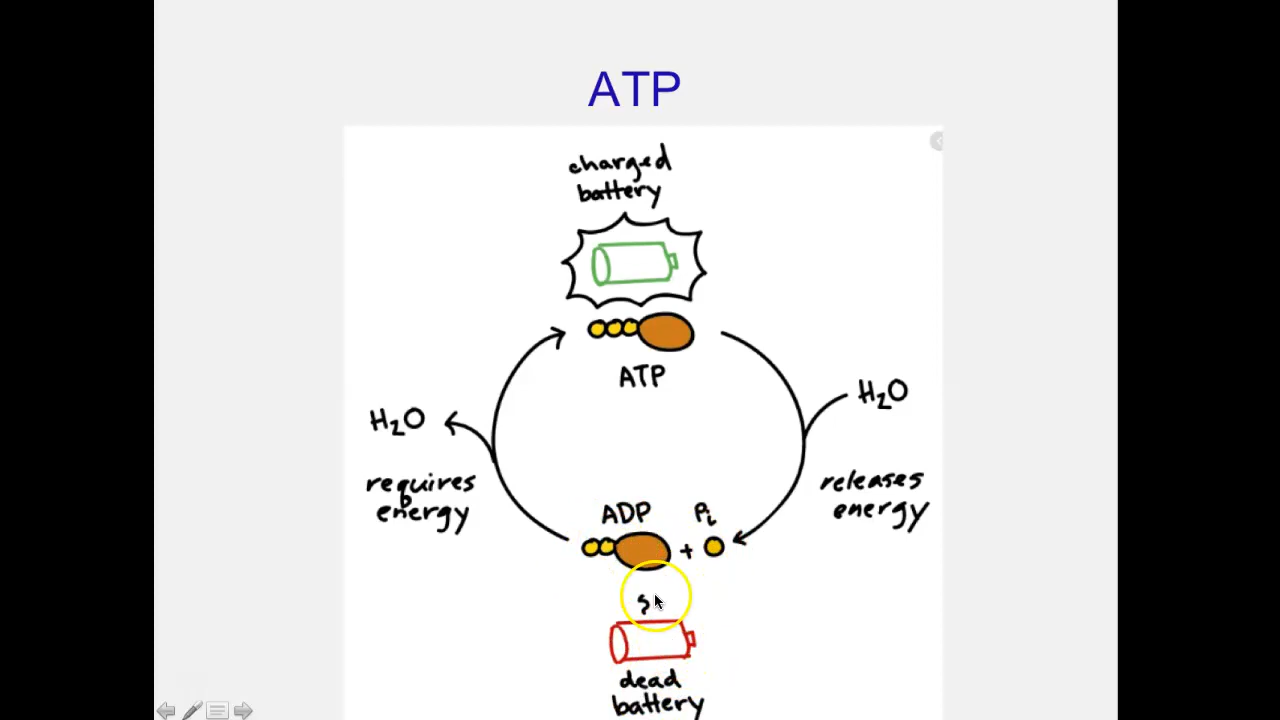 ATP
charged
battery
ATP
H₂O
H₂O
requires
energy
releases
energy
ADP Pi
+
dead
battery